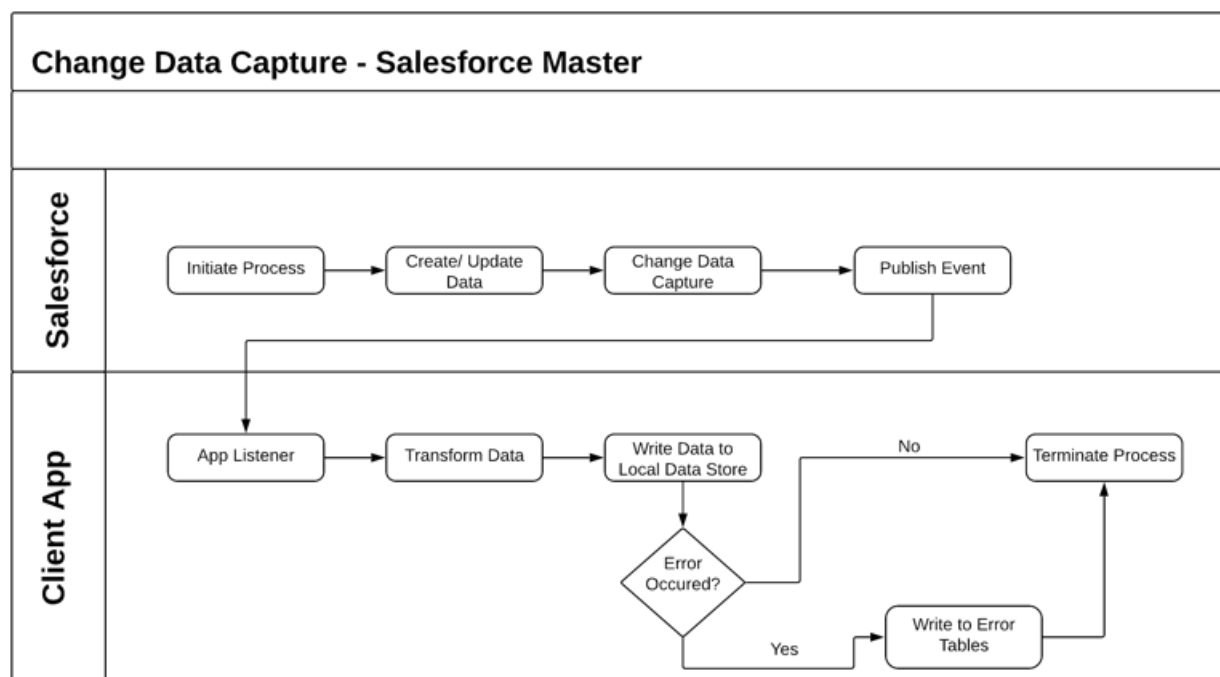 Change Data Capture - Salesforce Master
Salesforce
Initiate Process
Create/ Update
Data
Change Data
Capture
Publish Event
Client App
App Listener
Transform Data
Write Data to
Local Data Store
No
Terminate Process
Error
Occured?
Yes
Write to Error
Tables